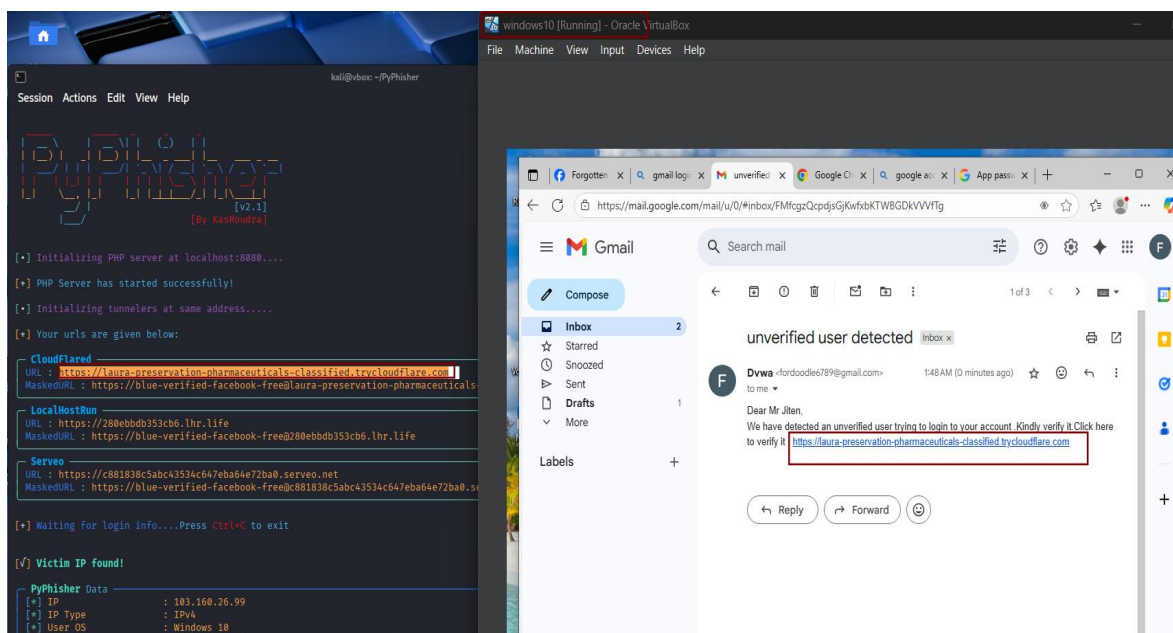 kali@vbox: ~/PyPhisher
Session Actions Edit View Help
PyPhisher
[v2.1]
[By KasRoudra]
[•] Initializing PHP server at localhost:8080....
[+] PHP Server has started successfully!
[•] Initializing tunnelers at same address.....
[+] Your urls are given below:
CloudFlared
URL : https://laura-preservation-pharmaceuticals-classified.trycloudflare.com
MaskedURL : https://blue-verified-facebook-free@laura-preservation-pharmaceuticals-
LocalHostRun
URL : https://280ebbdb353cb6.lhr.life
MaskedURL : https://blue-verified-facebook-free@280ebbdb353cb6.lhr.life
Serveo
URL : https://c881838c5abc43534c647eba64e72ba0.serveo.net
MaskedURL : https://blue-verified-facebook-free@c881838c5abc43534c647eba64e72ba0.se
[+] Waiting for login info....Press Ctrl+C to exit
[√] Victim IP found!
PyPhisher Data
[*] IP : 103.160.26.99
[*] IP Type : IPv4
[*] User OS : Windows 10
windows10 [Running] - Oracle VirtualBox
File Machine View Input Devices Help
Forgotten
gmail logi
unverified
Google Ch
google acc
App passw
https://mail.google.com/mail/u/0/#inbox/FMfcgzQcpdjsGjKwfxbKTWBGDkVVVfTg
Gmail
Search mail
F
Compose
Inbox 2
Starred
Snoozed
Sent
Drafts 1
More
Labels
1 of 3
31
unverified user detected Inbox x
F
Dvwa <fordoodle6789@gmail.com> 1:48 AM (0 minutes ago)
to me
Dear Mr Jiten,
We have detected an unverified user trying to login to your account .Kindly verify it.Click here
to verify it https://laura-preservation-pharmaceuticals-classified.trycloudflare.com
Reply
Forward